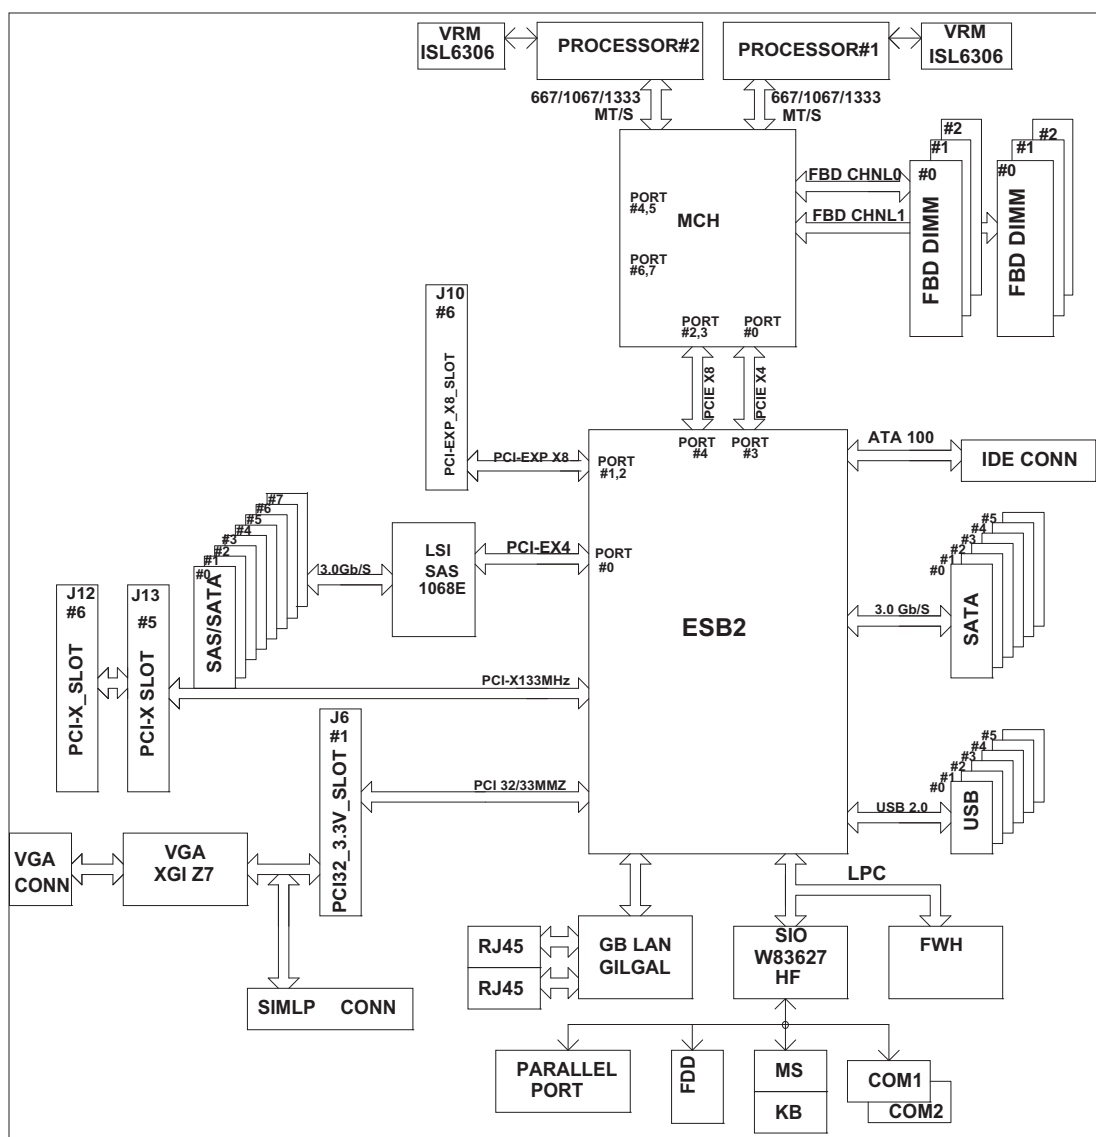 VRM
ISL6306
PROCESSOR#2
PROCESSOR#1
VRM
ISL6306
667/1067/1333
MT/S
667/1067/1333
MT/S
PORT
#4,5
MCH
PORT
#6,7
PORT
#2,3
PORT
#0
FBD CHNL0
FBD CHNL1
#2
#1
#0
FBD DIMM
#2
#1
#0
FBD DIMM
J10
#6
PCI-EXP_X8_SLOT
PCIE X8
PCIE X4
PCI-EXP X8
PORT
#1,2
PORT
#4
PORT
#3
ATA 100
IDE CONN
#7
#6
#5
#4
#3
#2
#1
#0
SAS/SATA
3.0Gb/S
LSI
SAS
1068E
PCI-EX4
PORT
#0
ESB2
3.0 Gb/S
#5
#4
#3
#2
#1
#0
SATA
J12
#6
PCI-X_SLOT
J13
#5
PCI-X SLOT
PCI-X133MHz
J6
#1
PCI32_3.3V_SLOT
PCI 32/33MMZ
USB 2.0
#5
#4
#3
#2
#1
#0
USB
VGA
CONN
VGA
XGI Z7
SIMLP CONN
LPC
RJ45
RJ45
GB LAN
GILGAL
SIO
W83627
HF
FWH
PARALLEL
PORT
FDD
MS
KB
COM1
COM2